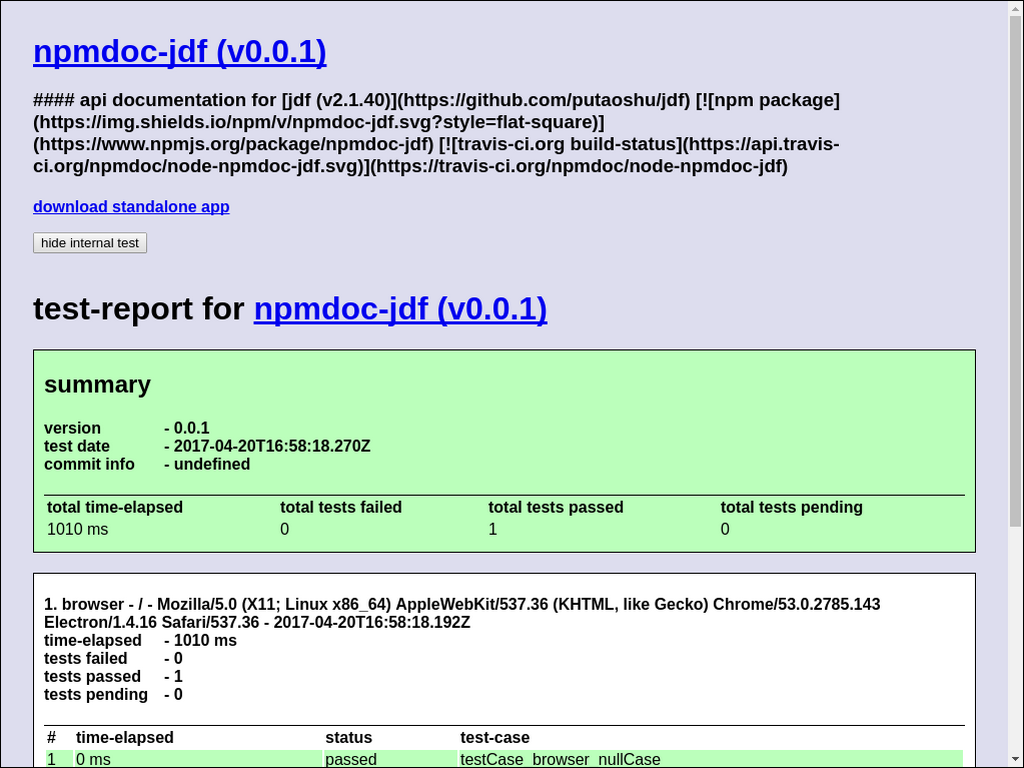 npmdoc-jdf (v0.0.1)
#### api documentation for [jdf (v2.1.40)](https://github.com/putaoshu/jdf) [![npm package]
(https://img.shields.io/npm/v/npmdoc-jdf.svg?style=flat-square)]
(https://www.npmjs.org/package/npmdoc-jdf) [![travis-ci.org build-status](https://api.travis-
ci.org/npmdoc/node-npmdoc-jdf.svg)](https://travis-ci.org/npmdoc/node-npmdoc-jdf)
download standalone app
hide internal test
test-report for npmdoc-jdf (v0.0.1)
summary
version - 0.0.1
test date - 2017-04-20T16:58:18.270Z
commit info - undefined
total time-elapsed total tests failed total tests passed total tests pending
1010 ms 0 1 0
1. browser - / - Mozilla/5.0 (X11; Linux x86_64) AppleWebKit/537.36 (KHTML, like Gecko) Chrome/53.0.2785.143
Electron/1.4.16 Safari/537.36 - 2017-04-20T16:58:18.192Z
time-elapsed - 1010 ms
tests failed - 0
tests passed - 1
tests pending - 0
# time-elapsed status test-case
1 0 ms passed testCase_browser_nullCase